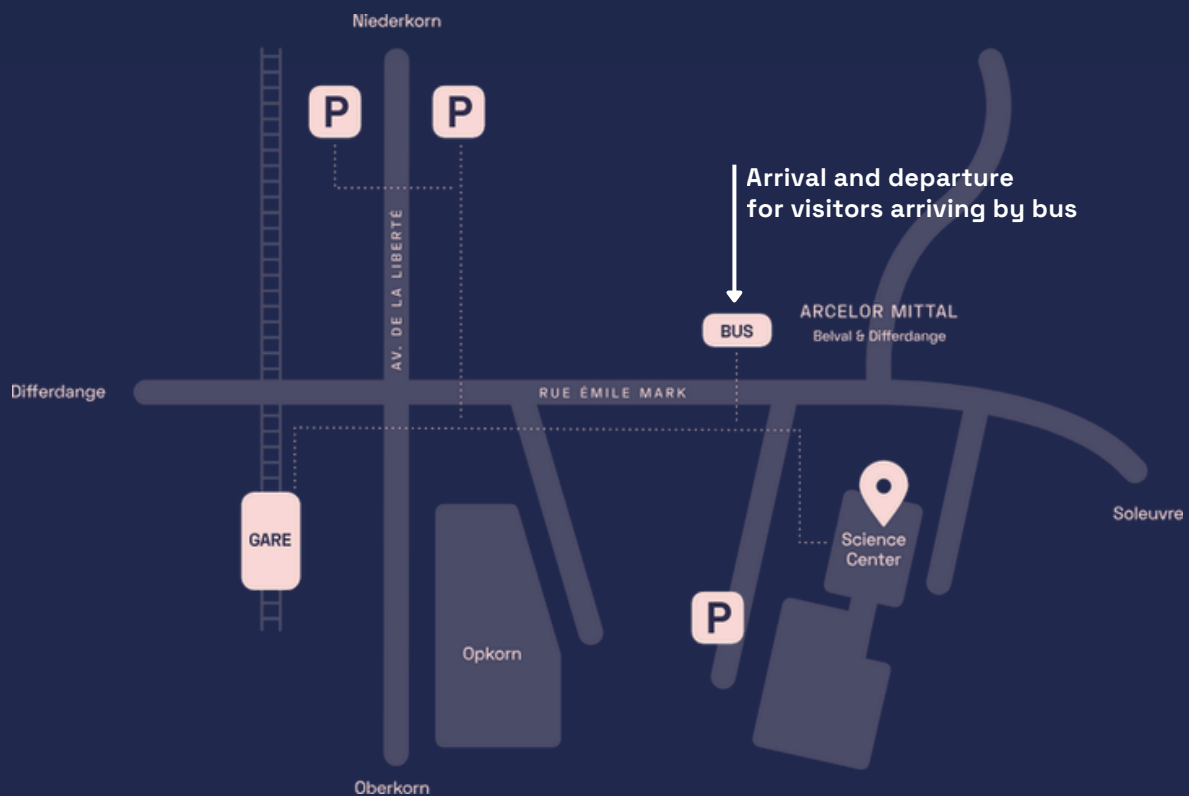 Niederkorn
P
P
Arrival and departure
for visitors arriving by bus
AV. DE LA LIBERTÉ
BUS
ARCELOR MITTAL
Belval & Differdange
Differdange
RUE ÉMILE MARK
Soleuvre
GARE
Science
Center
P
Opkorn
Oberkorn